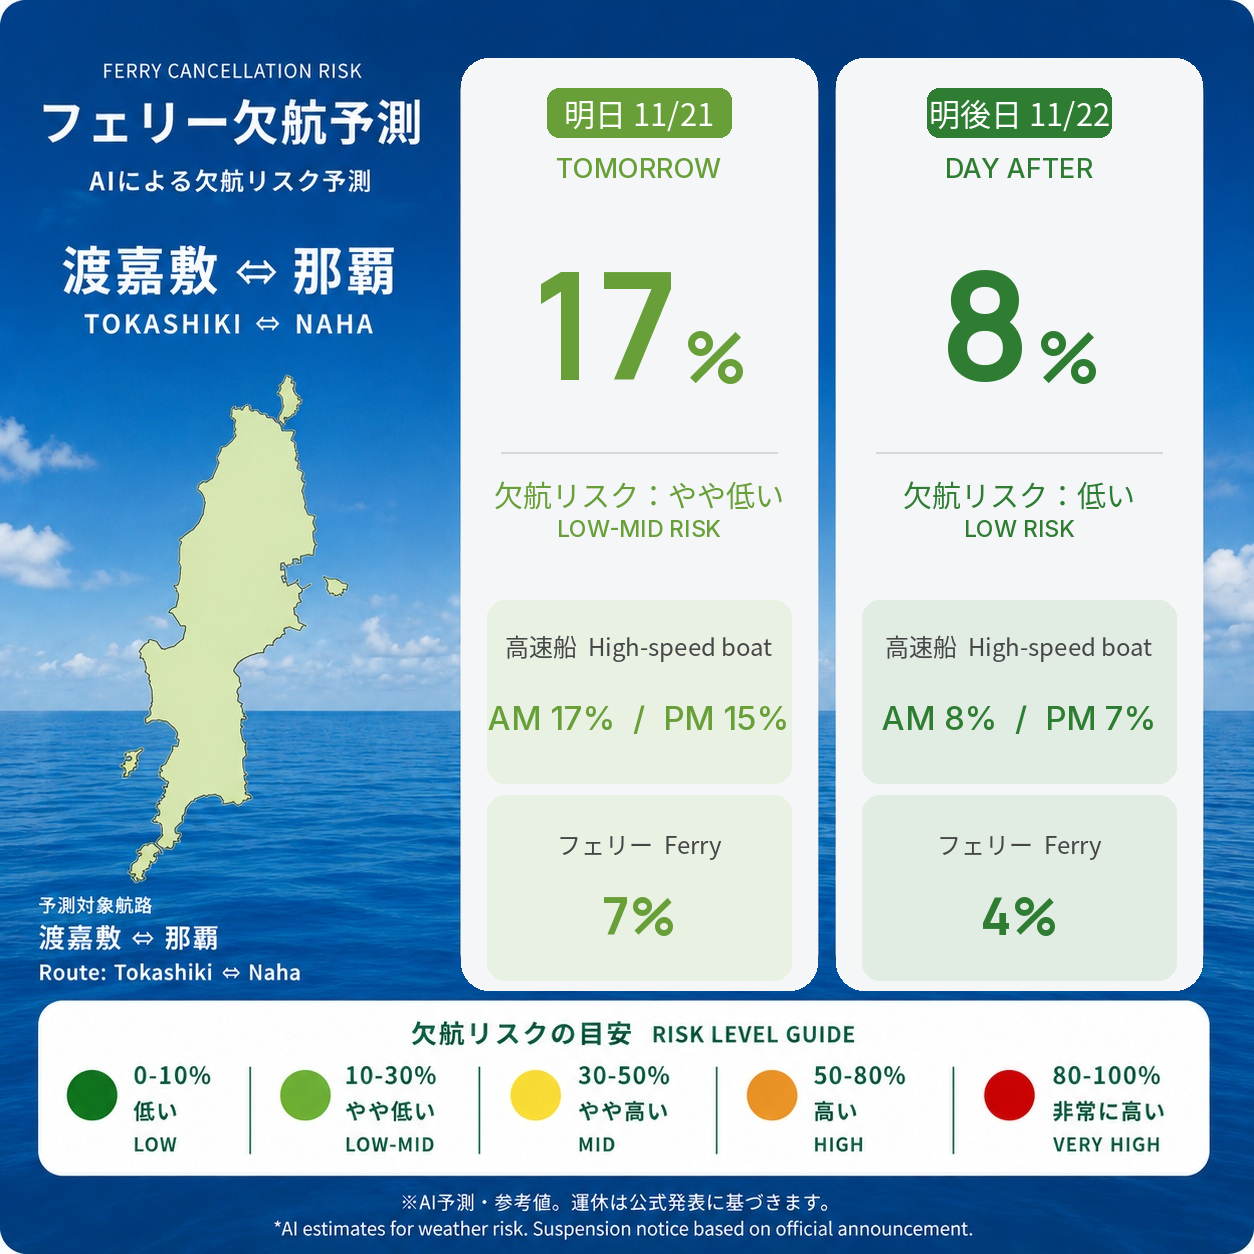 FERRY CANCELLATION RISK
フェリー欠航予測
AIによる欠航リスク予測
渡嘉敷 ⇔ 那覇
TOKASHIKI ⇔ NAHA
予測対象航路
渡嘉敷 ⇔ 那覇
Route: Tokashiki ⇔ Naha
明日 11/21
TOMORROW
17%
欠航リスク：やや低い
LOW-MID RISK
高速船 High-speed boat
AM 17% / PM 15%
フェリー Ferry
7%
明後日 11/22
DAY AFTER
8%
欠航リスク：低い
LOW RISK
高速船 High-speed boat
AM 8% / PM 7%
フェリー Ferry
4%
欠航リスクの目安 RISK LEVEL GUIDE
0-10%
低い
LOW
10-30%
やや低い
LOW-MID
30-50%
やや高い
MID
50-80%
高い
HIGH
80-100%
非常に高い
VERY HIGH
※AI予測・参考値。運休は公式発表に基づきます。
*AI estimates for weather risk. Suspension notice based on official announcement.